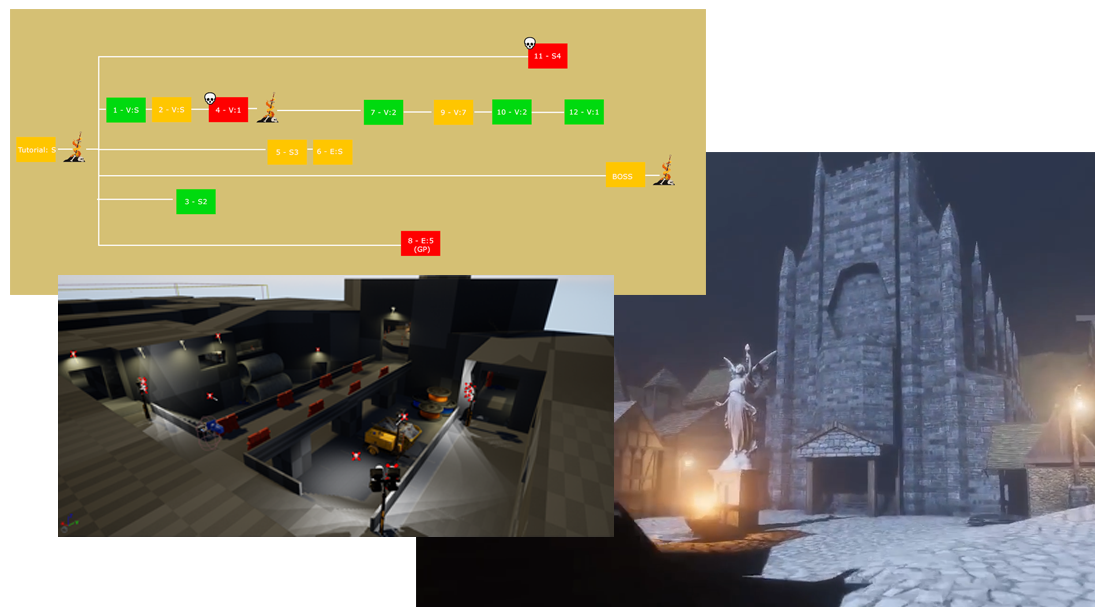 11 - S4
1 - V:S
2 - V:S
4 - V:1
7 - V:2
9 - V:7
10 - V:2
12 - V:1
Tutorial: S
5 - S3
6 - E:S
BOSS
3 - S2
8 - E:S
(GP)